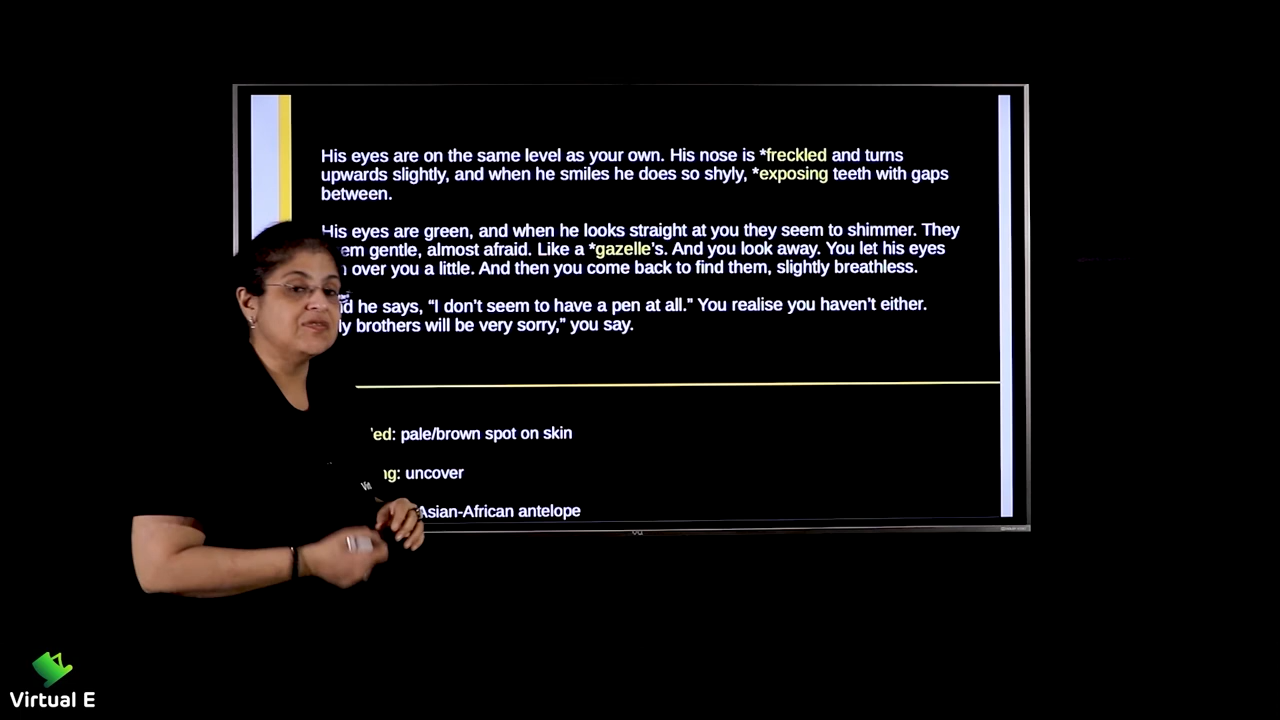 His eyes are on the same level as your own. His nose is *freckled and turns
upwards slightly, and when he smiles he does so shyly, *exposing teeth with gaps
between.
His eyes are green, and when he looks straight at you they seem to shimmer. They
em gentle, almost afraid. Like a *gazelle's. And you look away. You let his eyes
over you a little. And then you come back to find them, slightly breathless.
he says, “I don't seem to have a pen at all.” You realise you haven't either.
brothers will be very sorry,” you say.
ed: pale/brown spot on skin
ng: uncover
Asian-African antelope
Virtual E